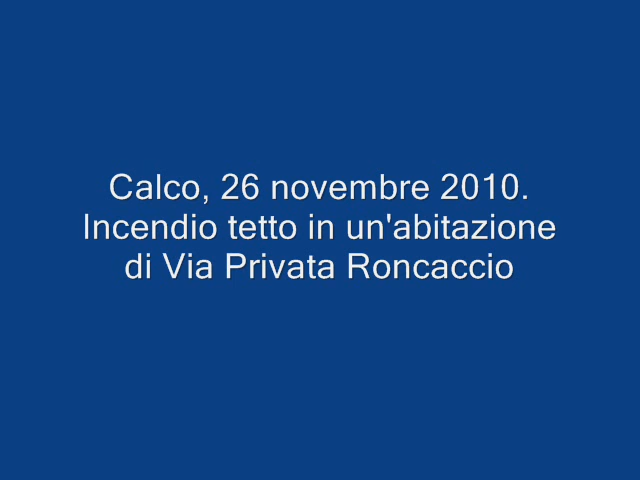 Calco, 26 novembre 2010.
Incendio tetto in un'abitazione
di Via Privata Roncaccio